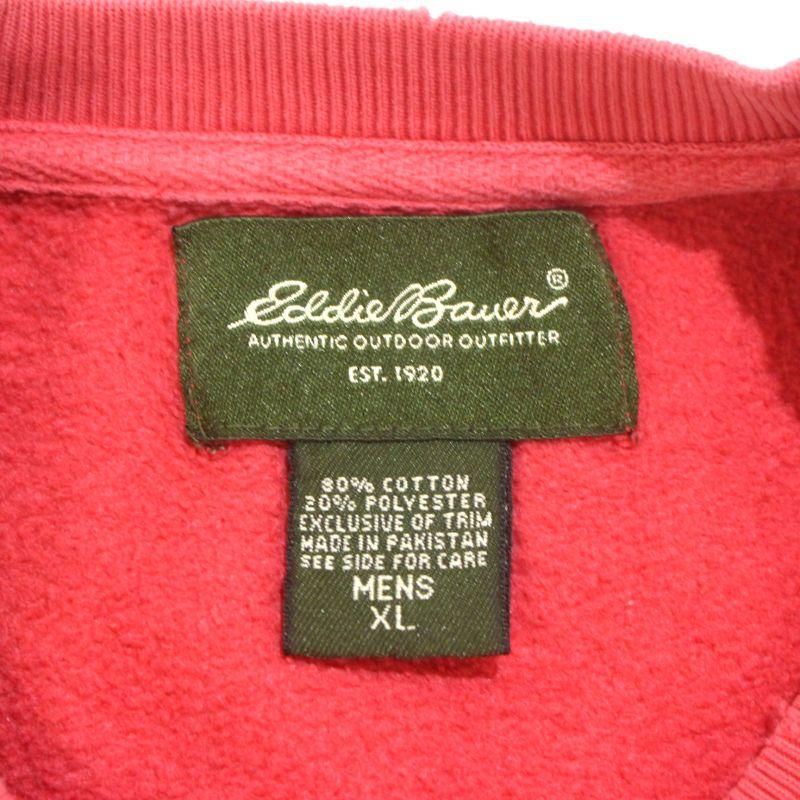 Eddie Bauer®
AUTHENTIC OUTDOOR OUTFITTER
EST. 1920
80% COTTON
20% POLYESTER
EXCLUSIVE OF TRIM
MADE IN PAKISTAN
SEE SIDE FOR CARE
MENS
XL